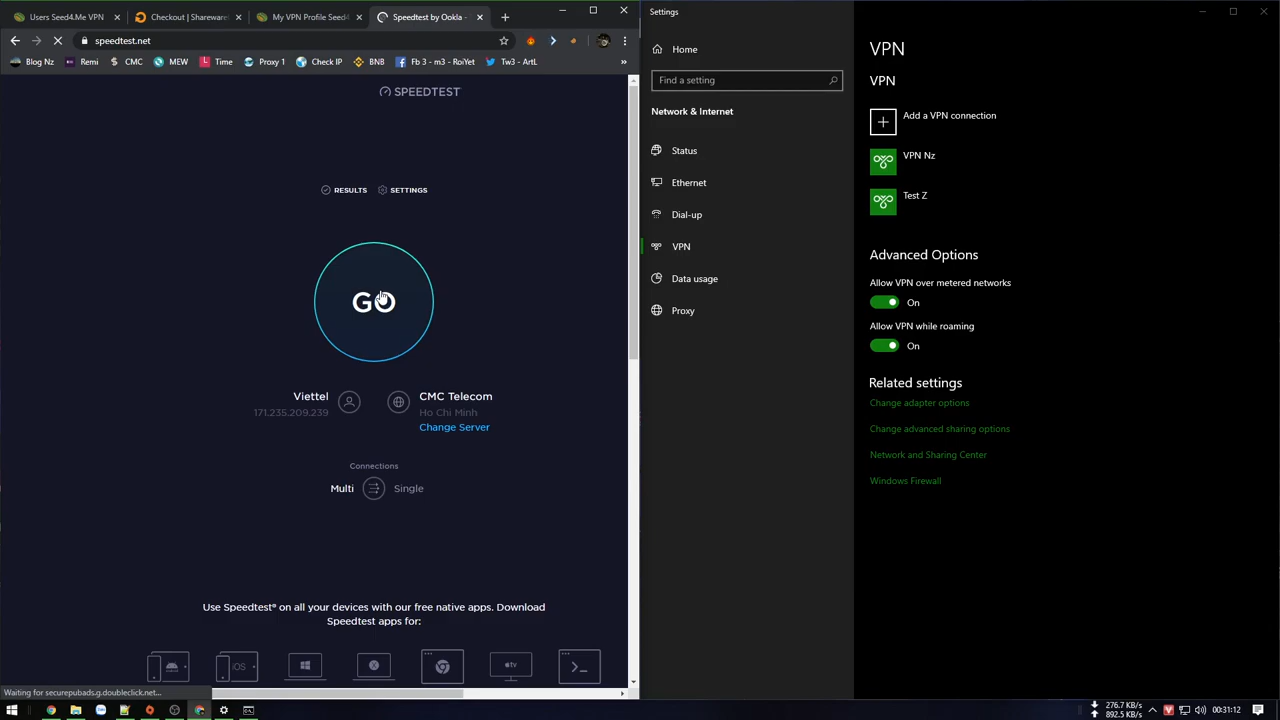 Users Seed4.Me VPN
Checkout | Shareware
My VPN Profile Seed4
Speedtest by Ookla -
speedtest.net
Blog Nz
Remi
CMC
MEW
Time
Proxy 1
Check IP
BNB
Fb 3 - m3 - RoYet
Tw3 - ArtL
»
SPEEDTEST
RESULTS
SETTINGS
GO
Viettel
171.235.209.239
CMC Telecom
Ho Chi Minh
Change Server
Connections
Multi
Single
Use Speedtest® on all your devices with our free native apps. Download
Speedtest apps for:
iOS
X
tv
>_
Waiting for securepubads.g.doubleclick.net...
Settings
Home
Find a setting
Network & Internet
Status
Ethernet
Dial-up
VPN
Data usage
Proxy
VPN
VPN
Add a VPN connection
VPN Nz
Test Z
Advanced Options
Allow VPN over metered networks
On
Allow VPN while roaming
On
Related settings
Change adapter options
Change advanced sharing options
Network and Sharing Center
Windows Firewall
276.7 KB/s
892.5 KB/s
V
00:31:12